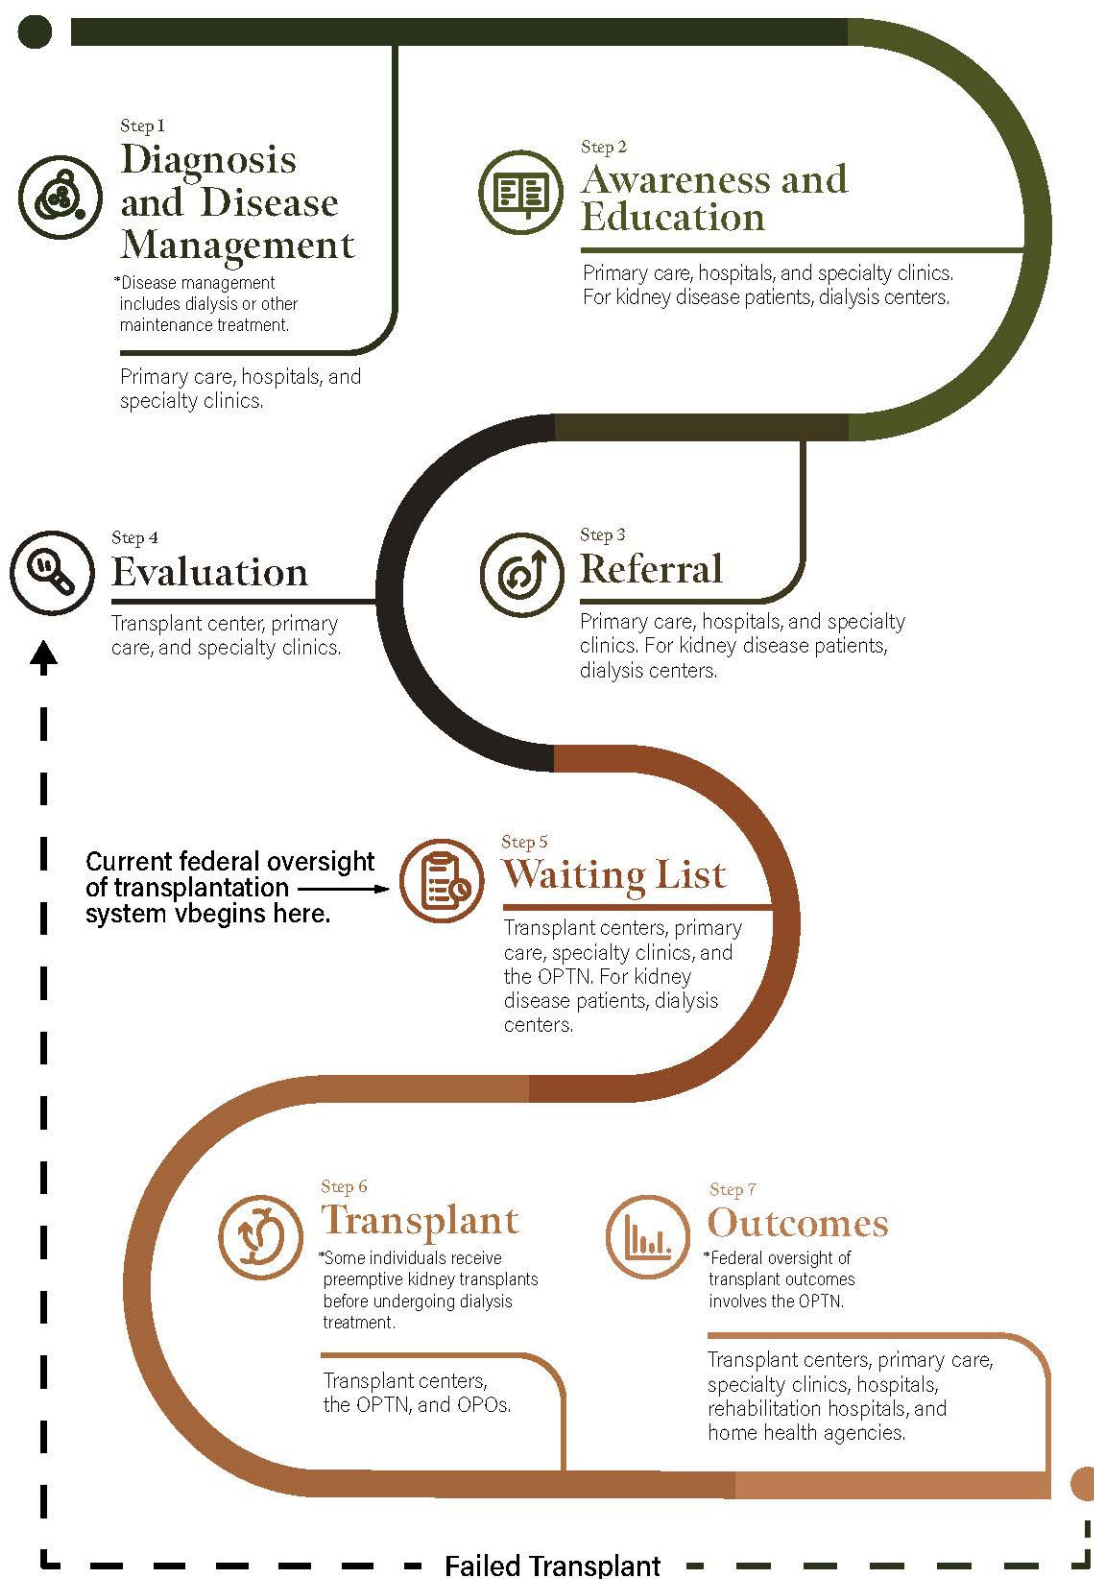 Step 1
Diagnosis
and Disease
Management
*Disease management
includes dialysis or other
maintenance treatment.
Primary care, hospitals, and
specialty clinics.
Step 2
Awareness and
Education
Primary care, hospitals, and specialty clinics.
For kidney disease patients, dialysis centers.
Step 3
Referral
Primary care, hospitals, and specialty
clinics. For kidney disease patients,
dialysis centers.
Step 4
Evaluation
Transplant center, primary
care, and specialty clinics.
Current federal oversight
of transplantation
system vbegins here.
Step 5
Waiting List
Transplant centers, primary
care, specialty clinics, and
the OPTN. For kidney
disease patients, dialysis
centers.
Step 6
Transplant
*Some individuals receive
preemptive kidney transplants
before undergoing dialysis
treatment.
Transplant centers,
the OPTN, and OPOs.
Step 7
Outcomes
*Federal oversight of
transplant outcomes
involves the OPTN.
Transplant centers, primary care,
specialty clinics, hospitals,
rehabilitation hospitals, and
home health agencies.
Failed Transplant